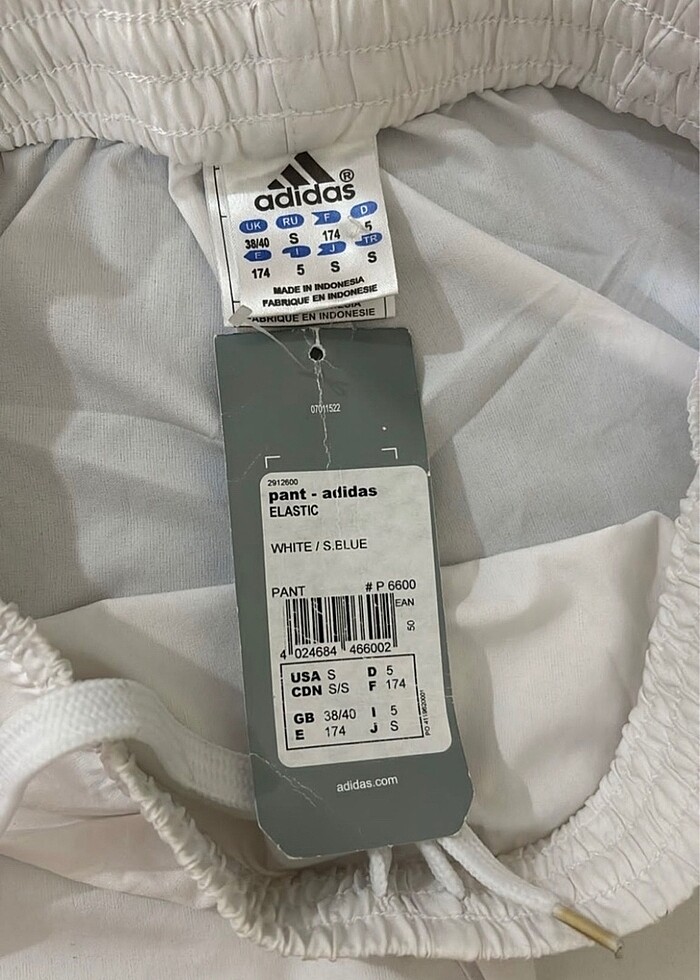 adidas®
UK RU F D
38/40 S 174 5
E I J TR
174 5 S S
MADE IN INDONESIA
FABRIQUE EN INDONESIE
FABRIQUE EN INDONESIE
07011522
2912600
pant - adidas
ELASTIC
WHITE / S.BLUE
PANT # P 6600
EAN
50
4 024684 466002
USA S D 5
CDN S/S F 174
GB 38/40 I 5
E 174 J S
adidas.com